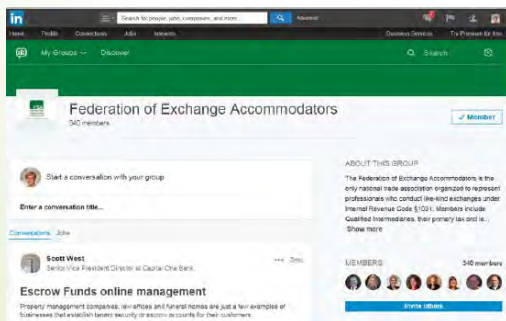 in
Search for people, jobs, companies, and more...
Advanced
Home Profile Connections Jobs Interests
Business Services Try Premium for free
My Groups Discover
Search
Federation of Exchange Accommodators
340 members
✓ Member
Start a conversation with your group
Enter a conversation title...
Conversations Jobs
Scott West
Senior Vice President Director at Capital One Bank
Escrow Funds online management
Property management companies, law offices and funeral homes are just a few examples of
businesses that establish tenant security or escrow accounts for their customers.
ABOUT THIS GROUP
The Federation of Exchange Accommodators is the
only national trade association organized to represent
professionals who conduct like-kind exchanges under
Internal Revenue Code §1031. Members include
Qualified Intermediaries, their primary tax and le...
Show more
MEMBERS 340 members
Invite others